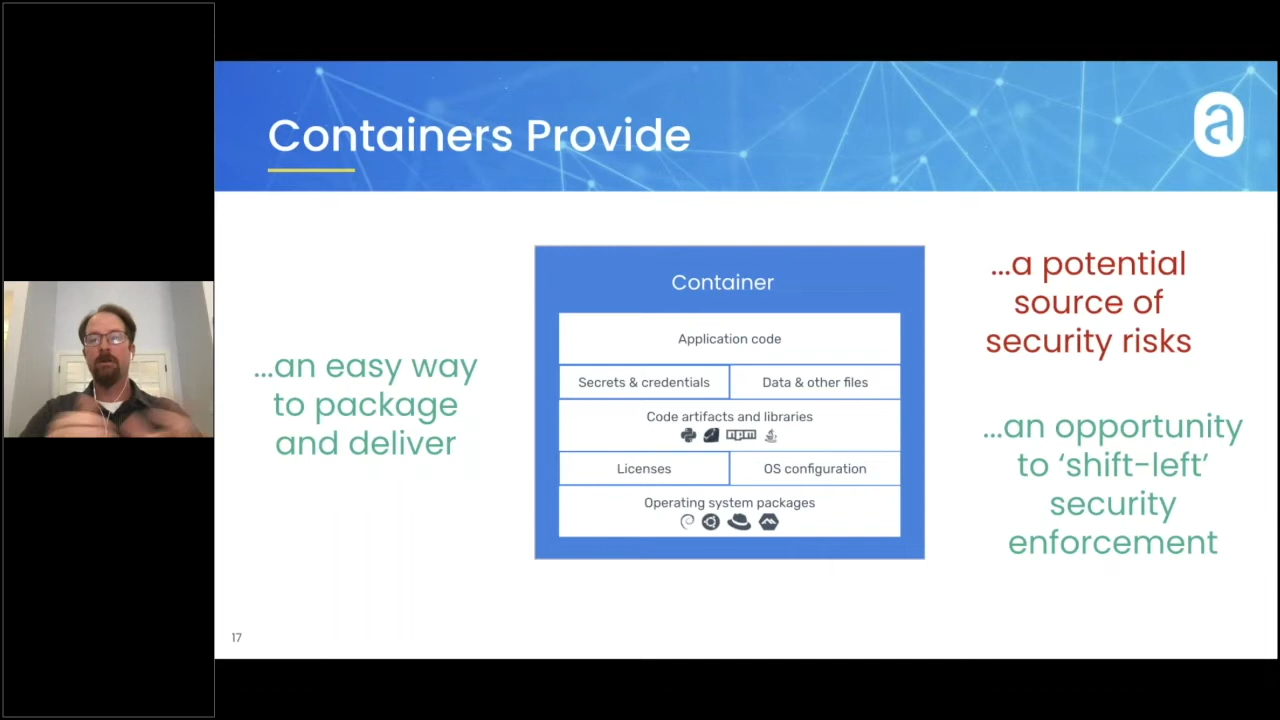 Containers Provide
...an easy way
to package
and deliver
Container
Application code
Secrets & credentials
Data & other files
Code artifacts and libraries
npm
Licenses
OS configuration
Operating system packages
...a potential
source of
security risks
...an opportunity
to ‘shift-left’
security
enforcement
17